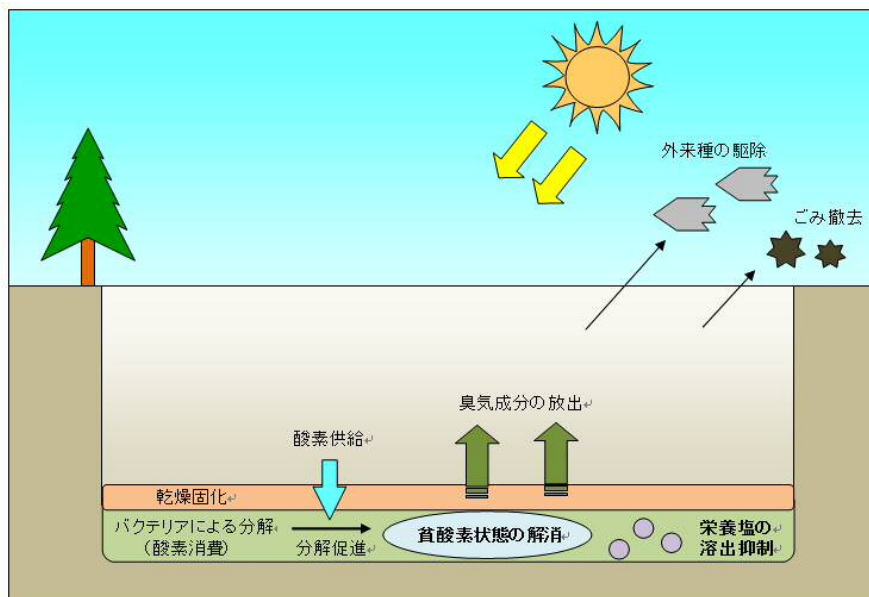 外来種の駆除
ごみ撤去
臭気成分の放出↵
酸素供給↵
乾燥固化↵
バクテリアによる分解↵
(酸素消費)
分解促進↵
貧酸素状態の解消↵
栄養塩の
溶出抑制↵